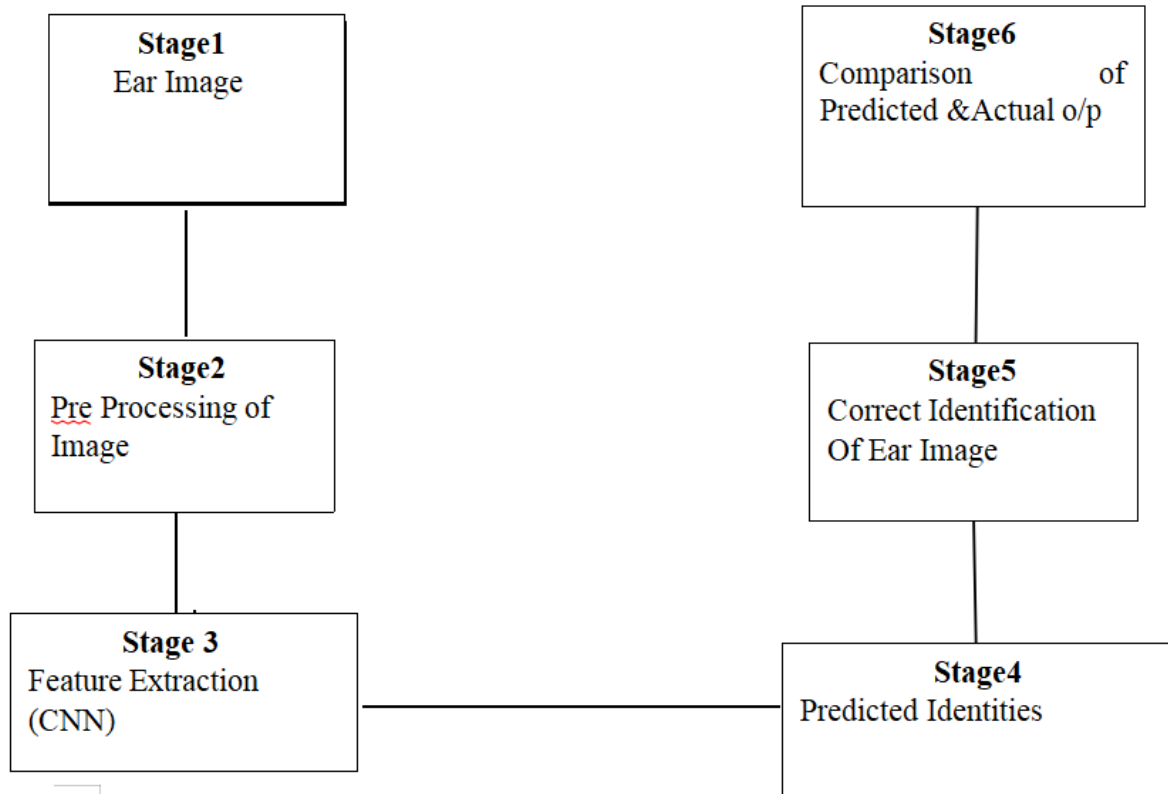 Stage1
Ear Image
Stage2
Pre Processing of
Image
Stage 3
Feature Extraction
(CNN)
Stage4
Predicted Identities
Stage5
Correct Identification
Of Ear Image
Stage6
Comparison of
Predicted &Actual o/p